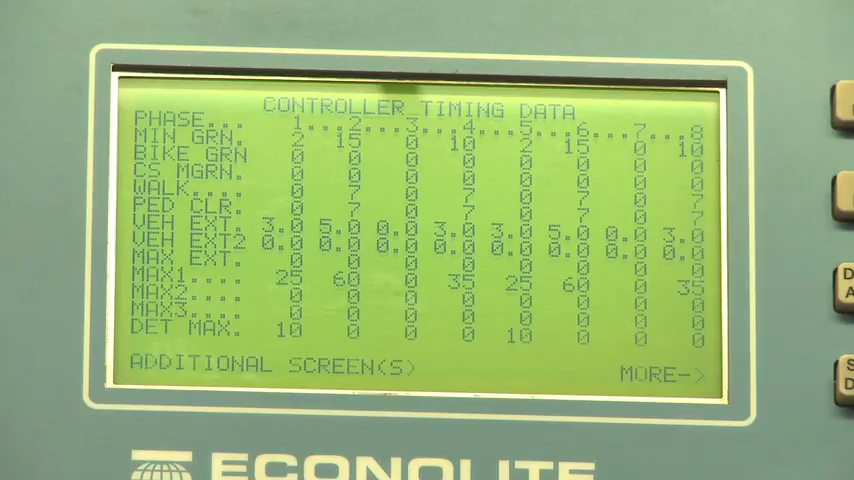 CONTROLLER TIMING DATA
PHASE... 1...2...3...4...5...6...7...8
MIN GRN. 2 15 0 10 2 15 0 10
BIKE GRN 0 0 0 0 0 0 0 0
CS MGRN. 0 0 0 0 0 0 0 0
WALK.... 0 7 0 7 0 7 0 7
PED CLR. 0 7 0 7 0 7 0 7
VEH EXT. 3.0 5.0 0.0 3.0 3.0 5.0 0.0 3.0
VEH EXT2 0.0 0.0 0.0 0.0 0.0 0.0 0.0 0.0
MAX EXT. 0 0 0 0 0 0 0 0
MAX1.... 25 60 0 35 25 60 0 35
MAX2.... 0 0 0 0 0 0 0 0
MAX3.... 0 0 0 0 0 0 0 0
DET MAX. 10 0 0 0 10 0 0 0
ADDITIONAL SCREEN(S) MORE->
ECONOLITE